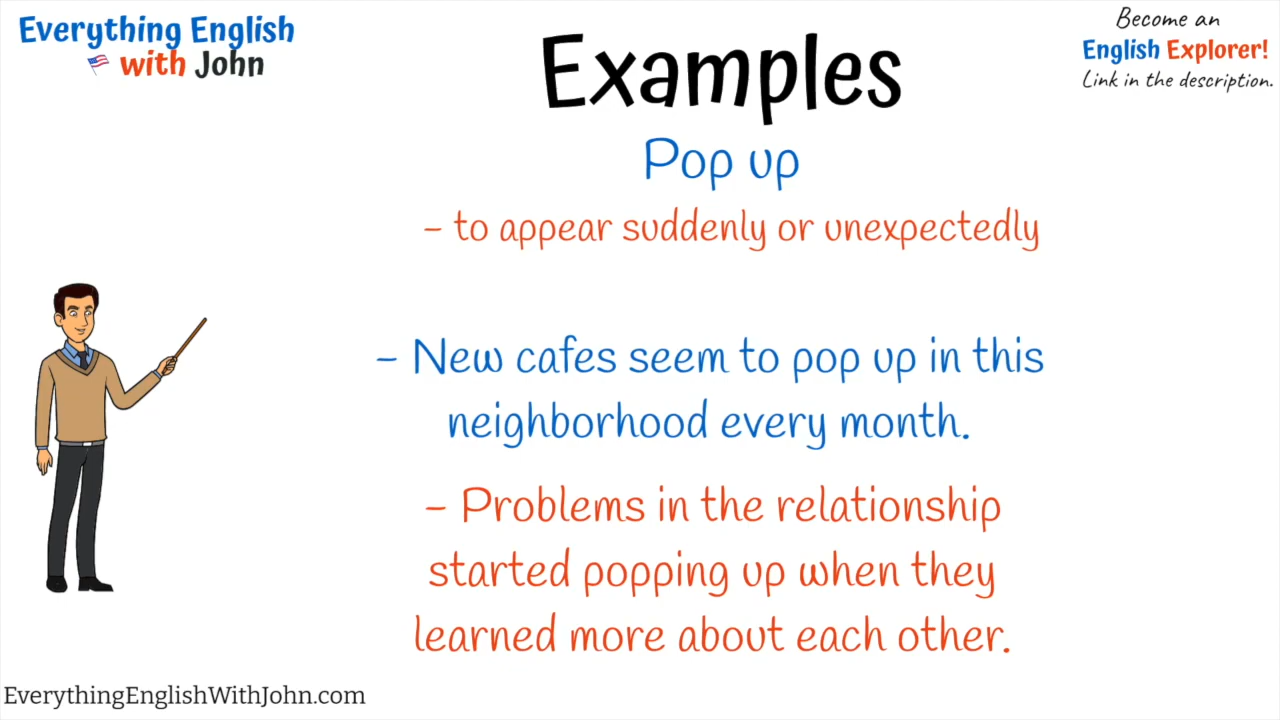 Everything English
with John
Become an
English Explorer!
Link in the description.
Examples
Pop up
- to appear suddenly or unexpectedly
- New cafes seem to pop up in this
neighborhood every month.
- Problems in the relationship
started popping up when they
learned more about each other.
EverythingEnglishWithJohn.com